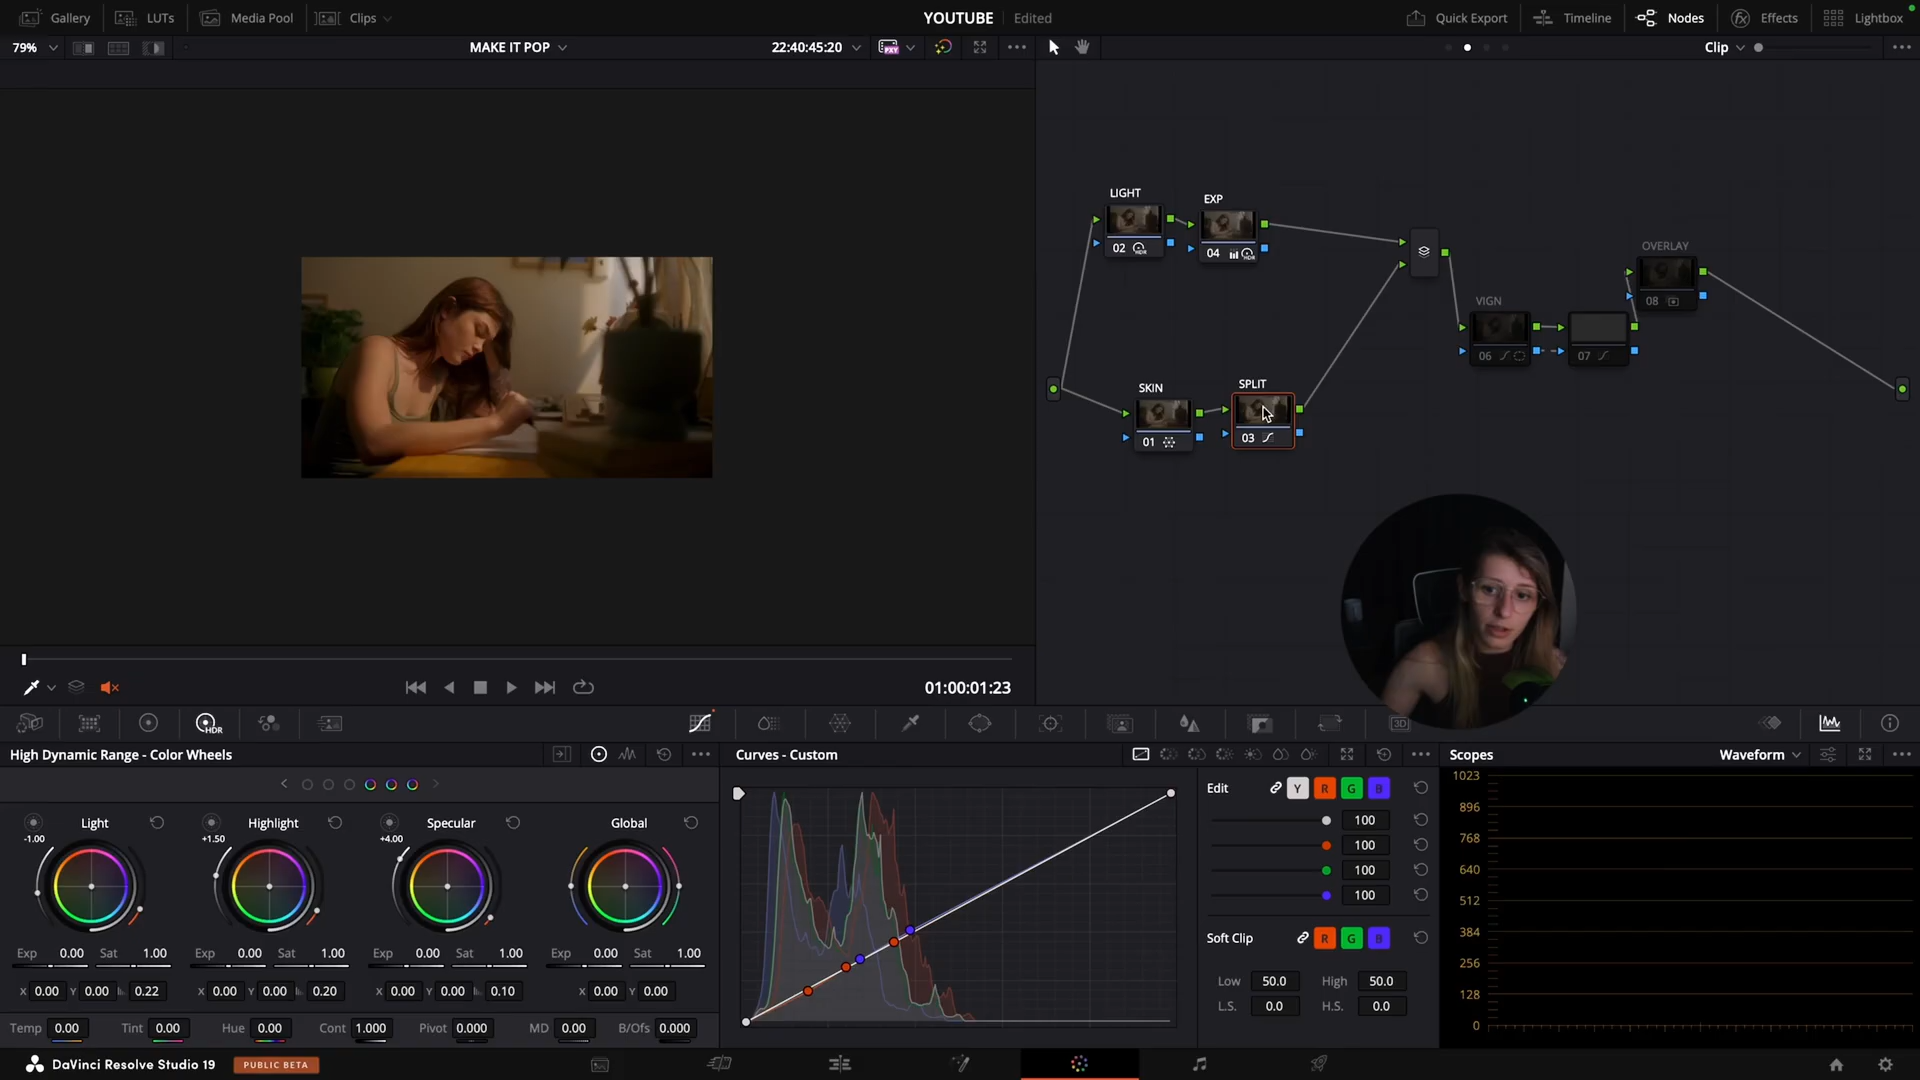 Gallery
LUTs
Media Pool
Clips
YOUTUBE
Edited
Quick Export
Timeline
Nodes
Effects
Lightbox
79%
MAKE IT POP
22:40:45:20
Clip
LIGHT
02
HDR
EXP
04
HDR
SKIN
01
SPLIT
03
VIGN
06
07
OVERLAY
08
01:00:01:23
HDR
3D
High Dynamic Range - Color Wheels
Light
-1.00
Highlight
+1.50
Specular
+4.00
Global
Exp 0.00 Sat 1.00
Exp 0.00 Sat 1.00
Exp 0.00 Sat 1.00
Exp 0.00 Sat 1.00
X 0.00 Y 0.00 0.22
X 0.00 Y 0.00 0.20
X 0.00 Y 0.00 0.10
X 0.00 Y 0.00
Temp 0.00 Tint 0.00 Hue 0.00 Cont 1.000 Pivot 0.000 MD 0.00 B/Ofs 0.000
Curves - Custom
Edit Y R G B
100
100
100
100
Soft Clip R G B
Low 50.0 High 50.0
L.S. 0.0 H.S. 0.0
Scopes
Waveform
1023
896
768
640
512
384
256
128
0
DaVinci Resolve Studio 19
PUBLIC BETA